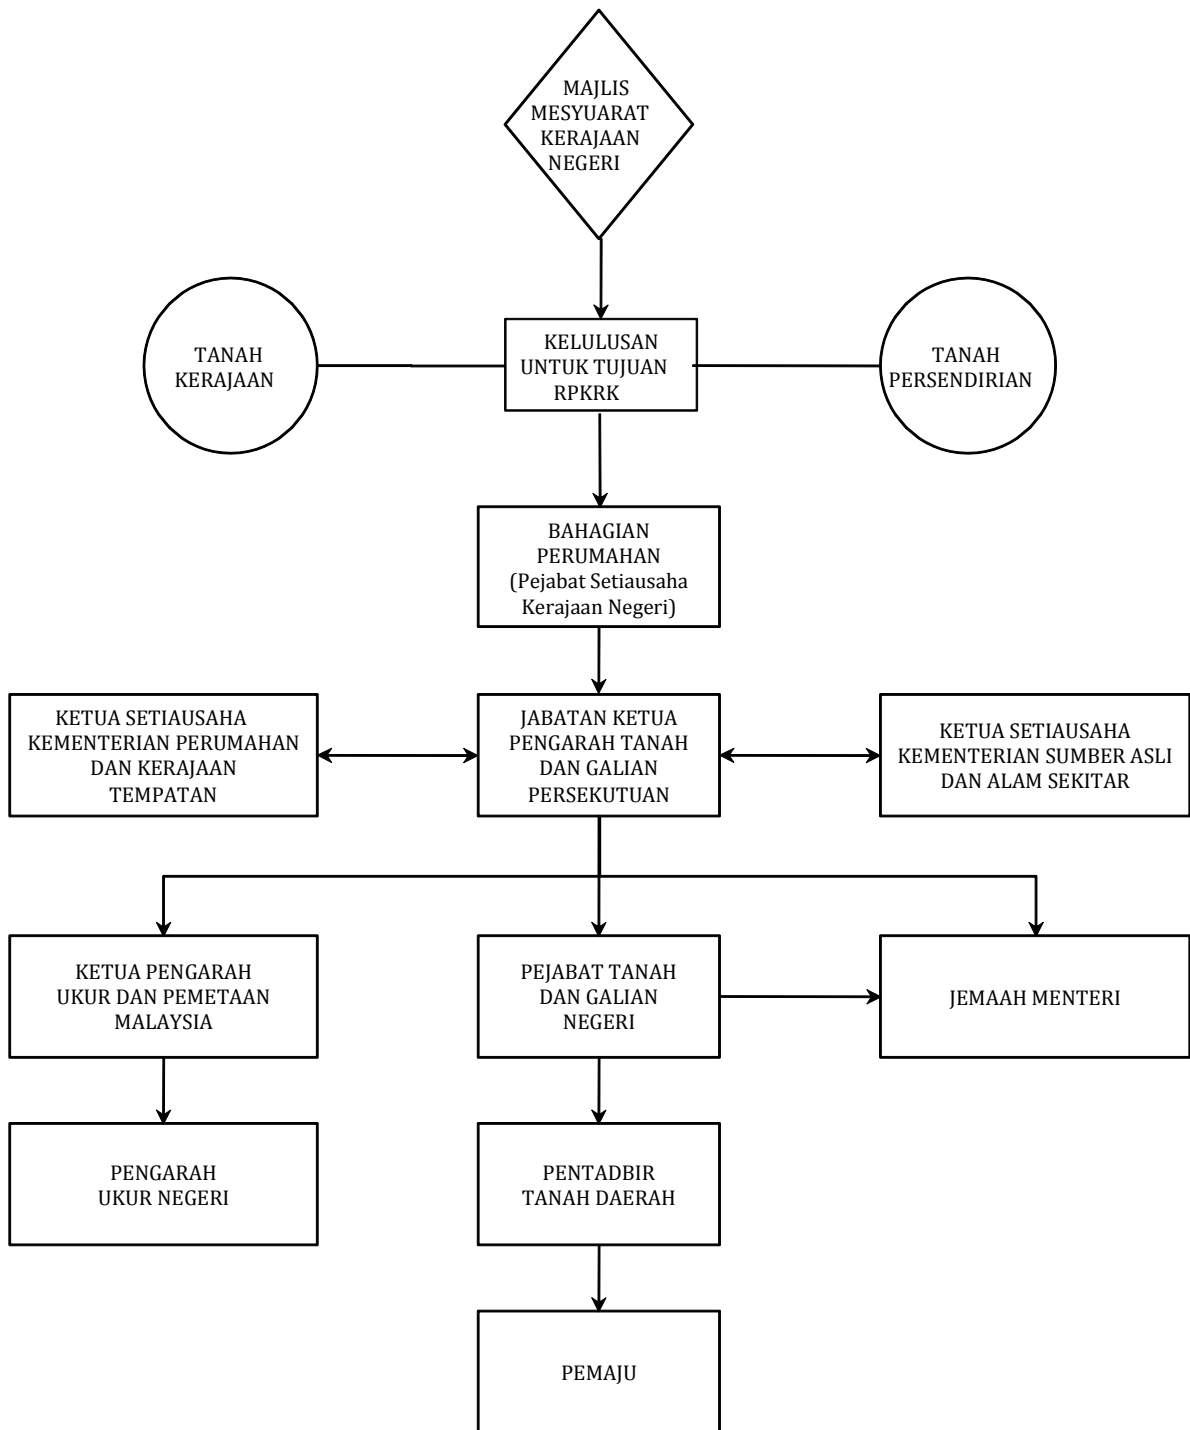 MAJLIS
MESYUARAT
KERAJAAN
NEGERI
TANAH
KERAJAAN
KELULUSAN
UNTUK TUJUAN
RPKRK
TANAH
PERSENDIRIAN
BAHAGIAN
PERUMAHAN
(Pejabat Setiausaha
Kerajaan Negeri)
KETUA SETIAUSAHA
KEMENTERIAN PERUMAHAN
DAN KERAJAAN
TEMPATAN
JABATAN KETUA
PENGARAH TANAH
DAN GALIAN
PERSEKUTUAN
KETUA SETIAUSAHA
KEMENTERIAN SUMBER ASLI
DAN ALAM SEKITAR
KETUA PENGARAH
UKUR DAN PEMETAAN
MALAYSIA
PEJABAT TANAH
DAN GALIAN
NEGERI
JEMAAH MENTERI
PENGARAH
UKUR NEGERI
PENTADBIR
TANAH DAERAH
PEMAJU